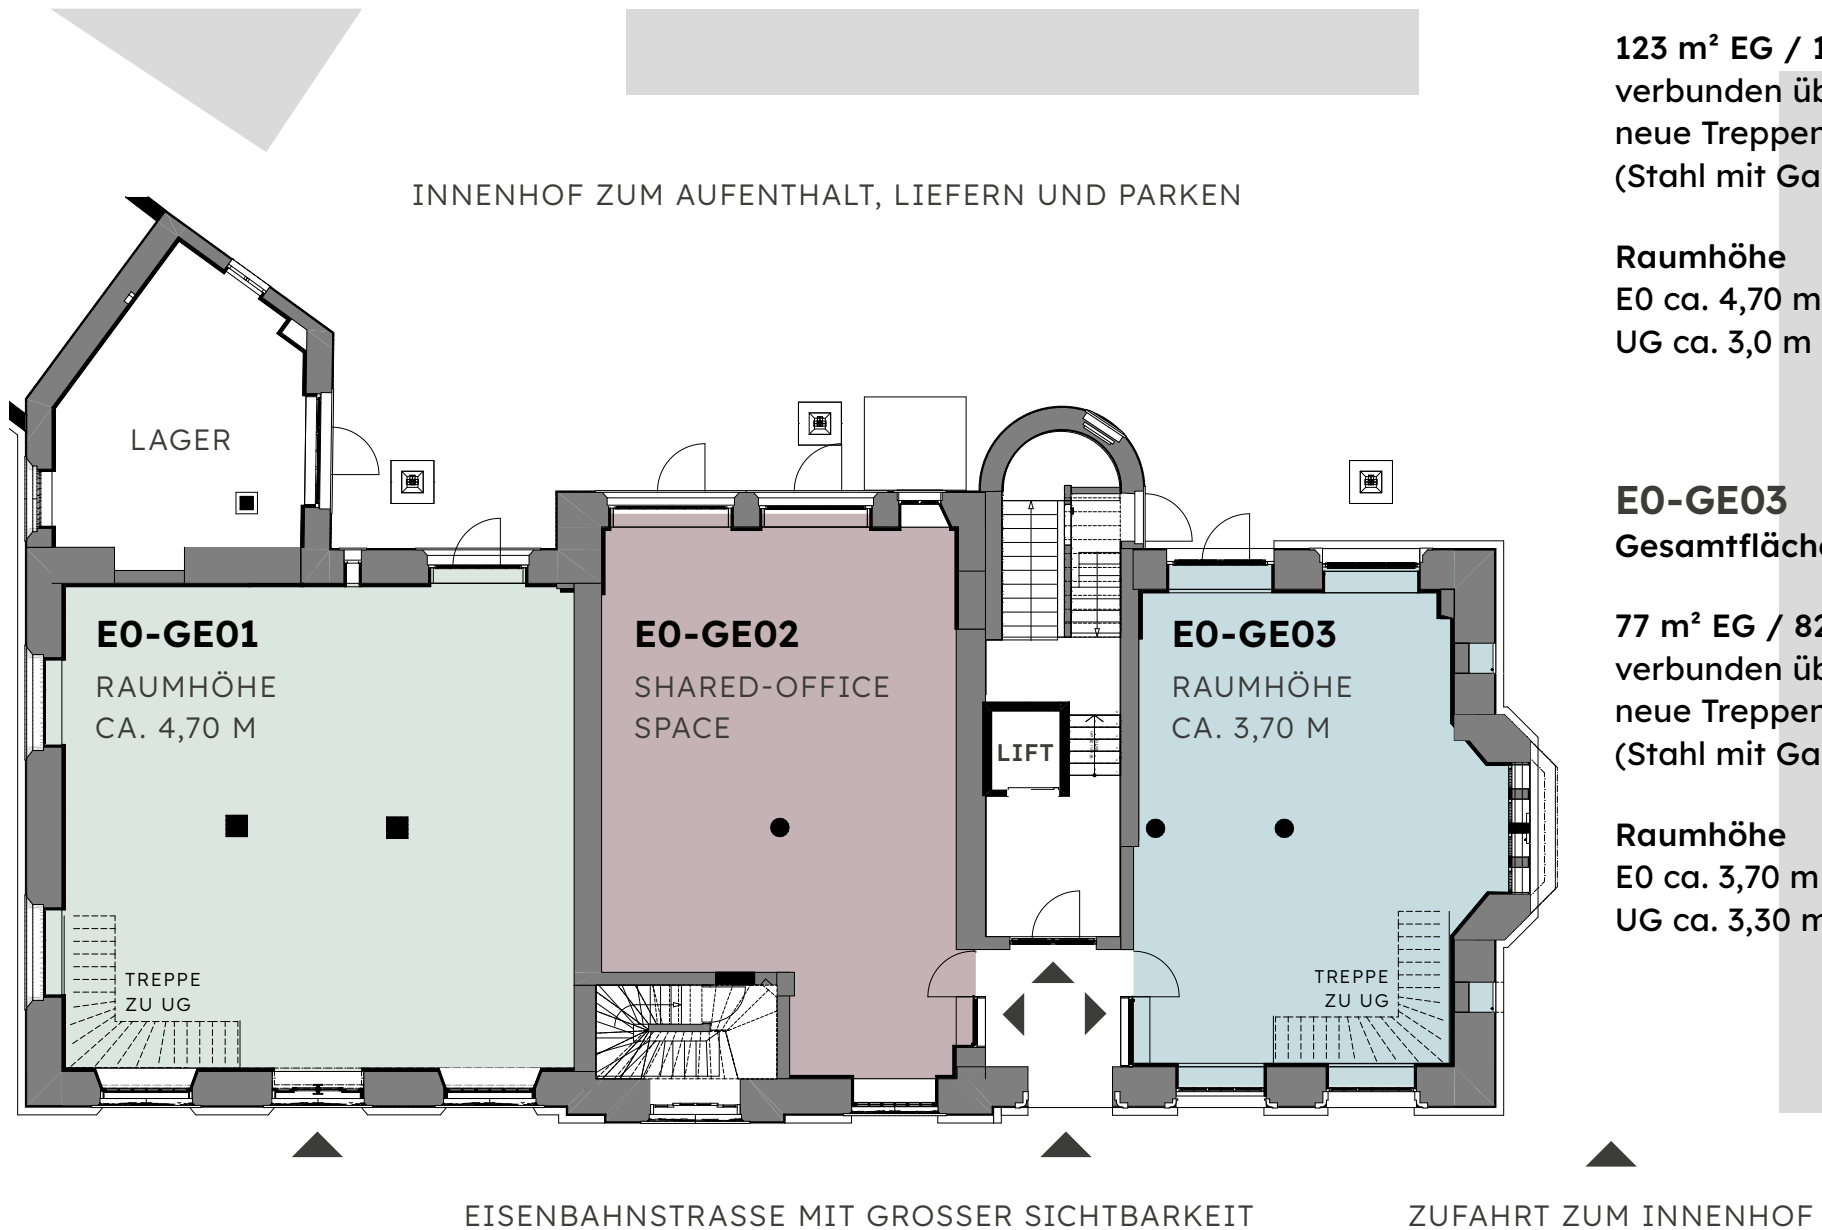 INNENHOF ZUM AUFENTHALT, LIEFERN UND PARKEN
LAGER
E0-GE01
RAUMHÖHE
CA. 4,70 M
TREPPE
ZU UG
E0-GE02
SHARED-OFFICE
SPACE
LIFT
E0-GE03
RAUMHÖHE
CA. 3,70 M
TREPPE
ZU UG
EISENBAHNSTRASSE MIT GROSSER SICHTBARKEIT
ZUFAHRT ZUM INNENHOF
123 m² EG / 1
verbunden üb
neue Treppen
(Stahl mit Ga
Raumhöhe
E0 ca. 4,70 m
UG ca. 3,0 m
E0-GE03
Gesamtfläche
77 m² EG / 82
verbunden üb
neue Treppen
(Stahl mit Ga
Raumhöhe
E0 ca. 3,70 m
UG ca. 3,30 m